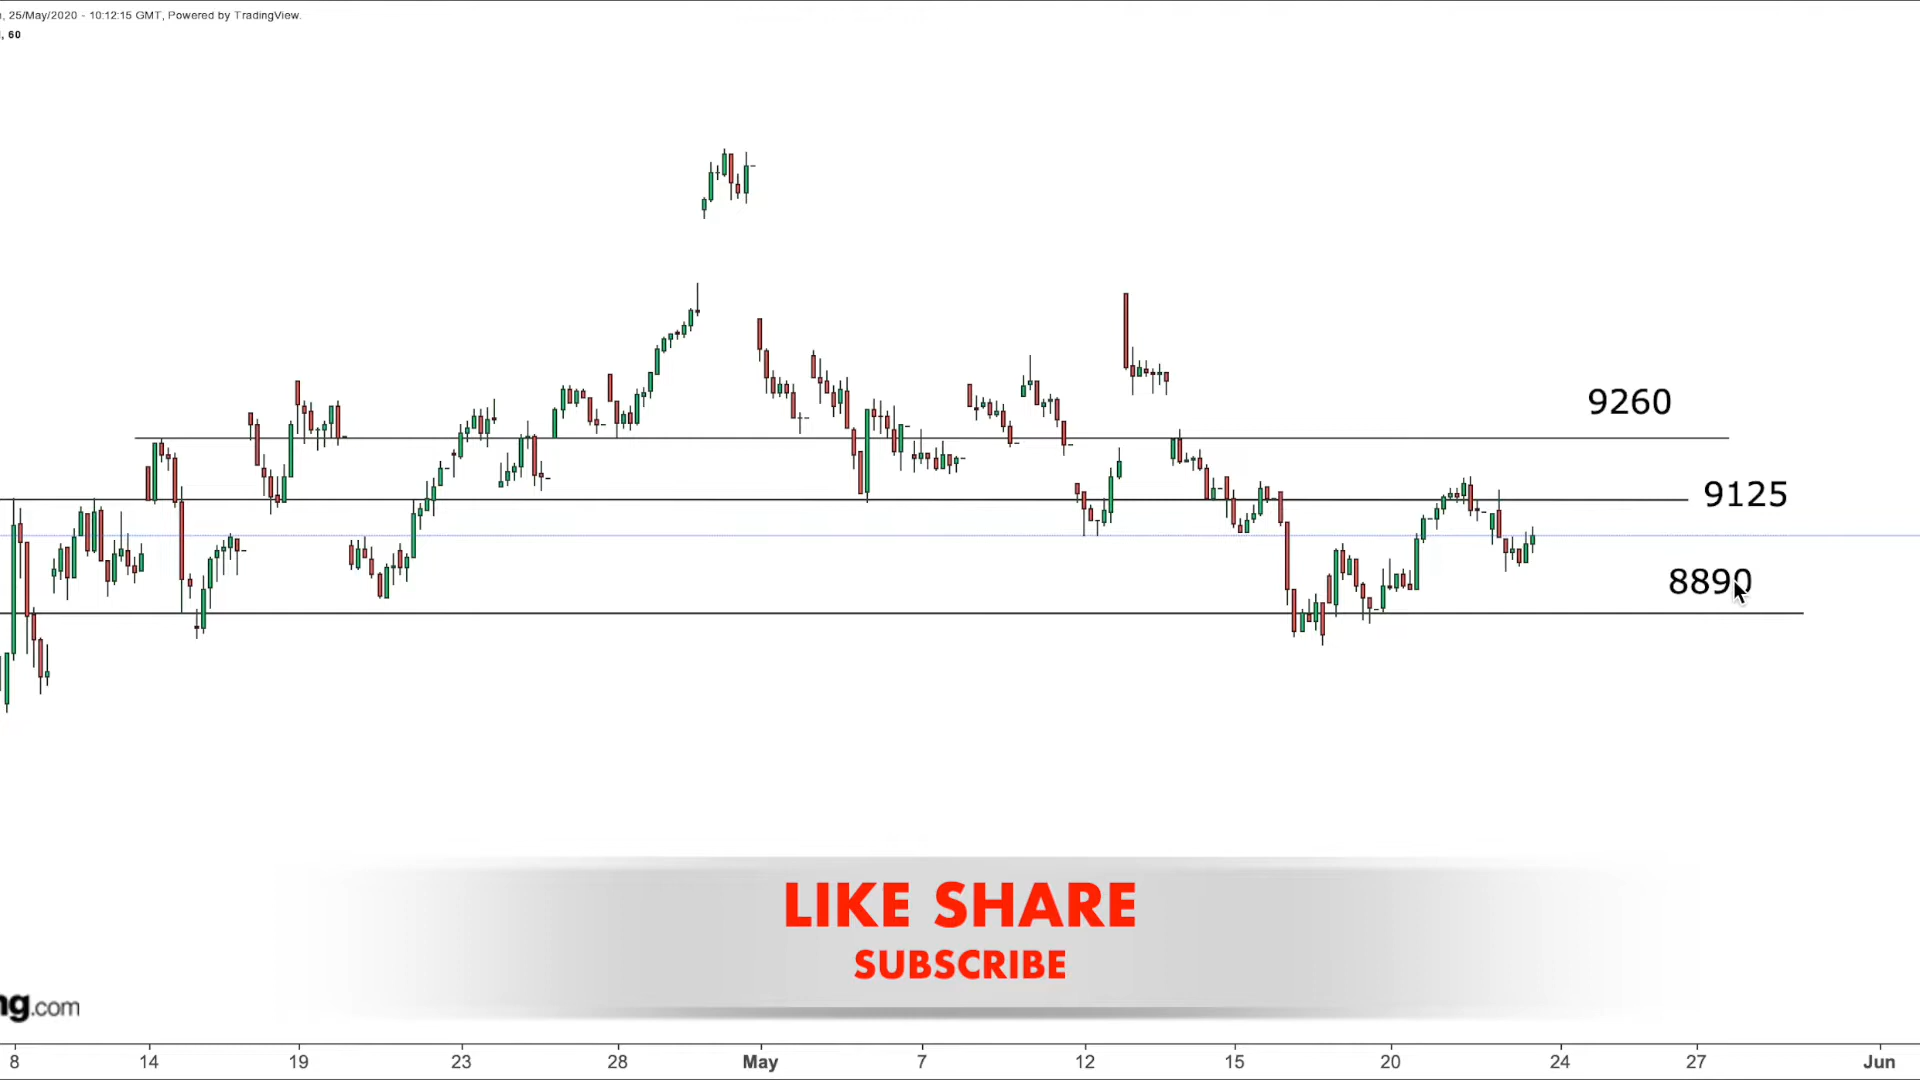 , 25/May/2020 - 10:12:15 GMT, Powered by TradingView.
, 60
9260
9125
8890
LIKE SHARE
SUBSCRIBE
ng.com
8 14 19 23 28 May 7 12 15 20 24 27 Jun